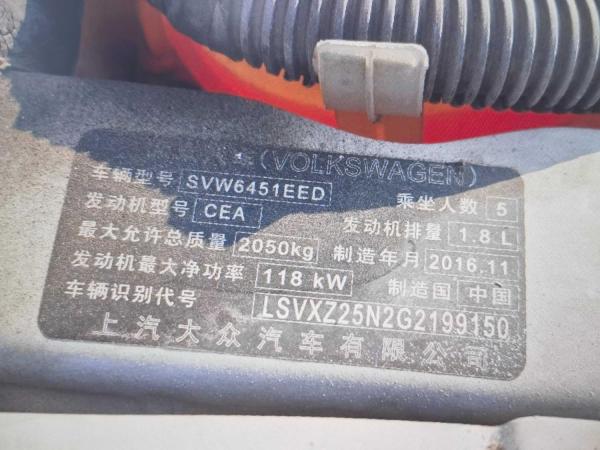 (VOLKSWAGEN)
车辆型号 SVW6451EED 乘坐人数 5
发动机型号 CEA 发动机排量 1.8 L
最大允许总质量 2050kg 制造年月 2016.11
发动机最大净功率 118 kW 制造国 中国
车辆识别代号 LSVXZ25N2G2199150
上汽大众汽车有限公司